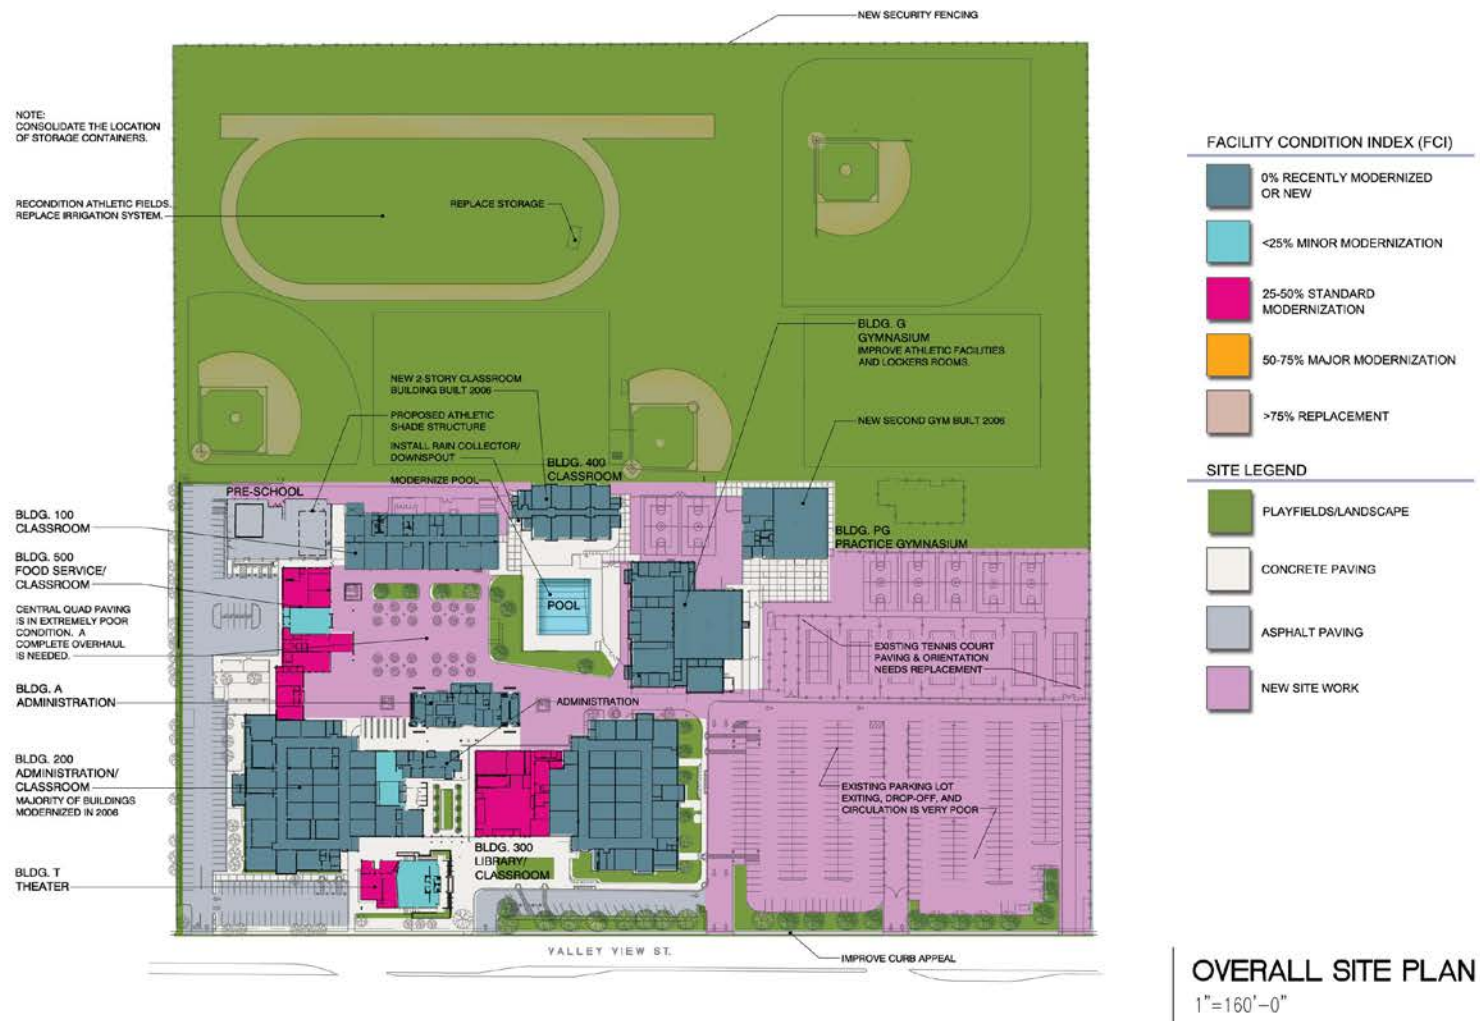 NEW SECURITY FENCING
NOTE:
CONSOLIDATE THE LOCATION
OF STORAGE CONTAINERS.
RECONDITION ATHLETIC FIELDS.
REPLACE IRRIGATION SYSTEM.
REPLACE STORAGE
BLDG. G
GYMNASIUM
IMPROVE ATHLETIC FACILITIES
AND LOCKERS ROOMS.
NEW 2-STORY CLASSROOM
BUILDING BUILT 2006
PROPOSED ATHLETIC
SHADE STRUCTURE
INSTALL RAIN COLLECTOR/
DOWNSPOUT
MODERNIZE POOL
NEW SECOND GYM BUILT 2006
BLDG. 400
CLASSROOM
PRE-SCHOOL
BLDG. PG
PRACTICE GYMNASIUM
BLDG. 100
CLASSROOM
BLDG. 500
FOOD SERVICE/
CLASSROOM
CENTRAL QUAD PAVING
IS IN EXTREMELY POOR
CONDITION. A
COMPLETE OVERHAUL
IS NEEDED.
POOL
EXISTING TENNIS COURT
PAVING & ORIENTATION
NEEDS REPLACEMENT
BLDG. A
ADMINISTRATION
ADMINISTRATION
BLDG. 200
ADMINISTRATION/
CLASSROOM
MAJORITY OF BUILDINGS
MODERNIZED IN 2006
EXISTING PARKING LOT
EXITING, DROP-OFF, AND
CIRCULATION IS VERY POOR
BLDG. 300
LIBRARY/
CLASSROOM
BLDG. T
THEATER
VALLEY VIEW ST.
IMPROVE CURB APPEAL
FACILITY CONDITION INDEX (FCI)
0% RECENTLY MODERNIZED
OR NEW
<25% MINOR MODERNIZATION
25-50% STANDARD
MODERNIZATION
50-75% MAJOR MODERNIZATION
>75% REPLACEMENT
SITE LEGEND
PLAYFIELDS/LANDSCAPE
CONCRETE PAVING
ASPHALT PAVING
NEW SITE WORK
OVERALL SITE PLAN
1"=160'-0"